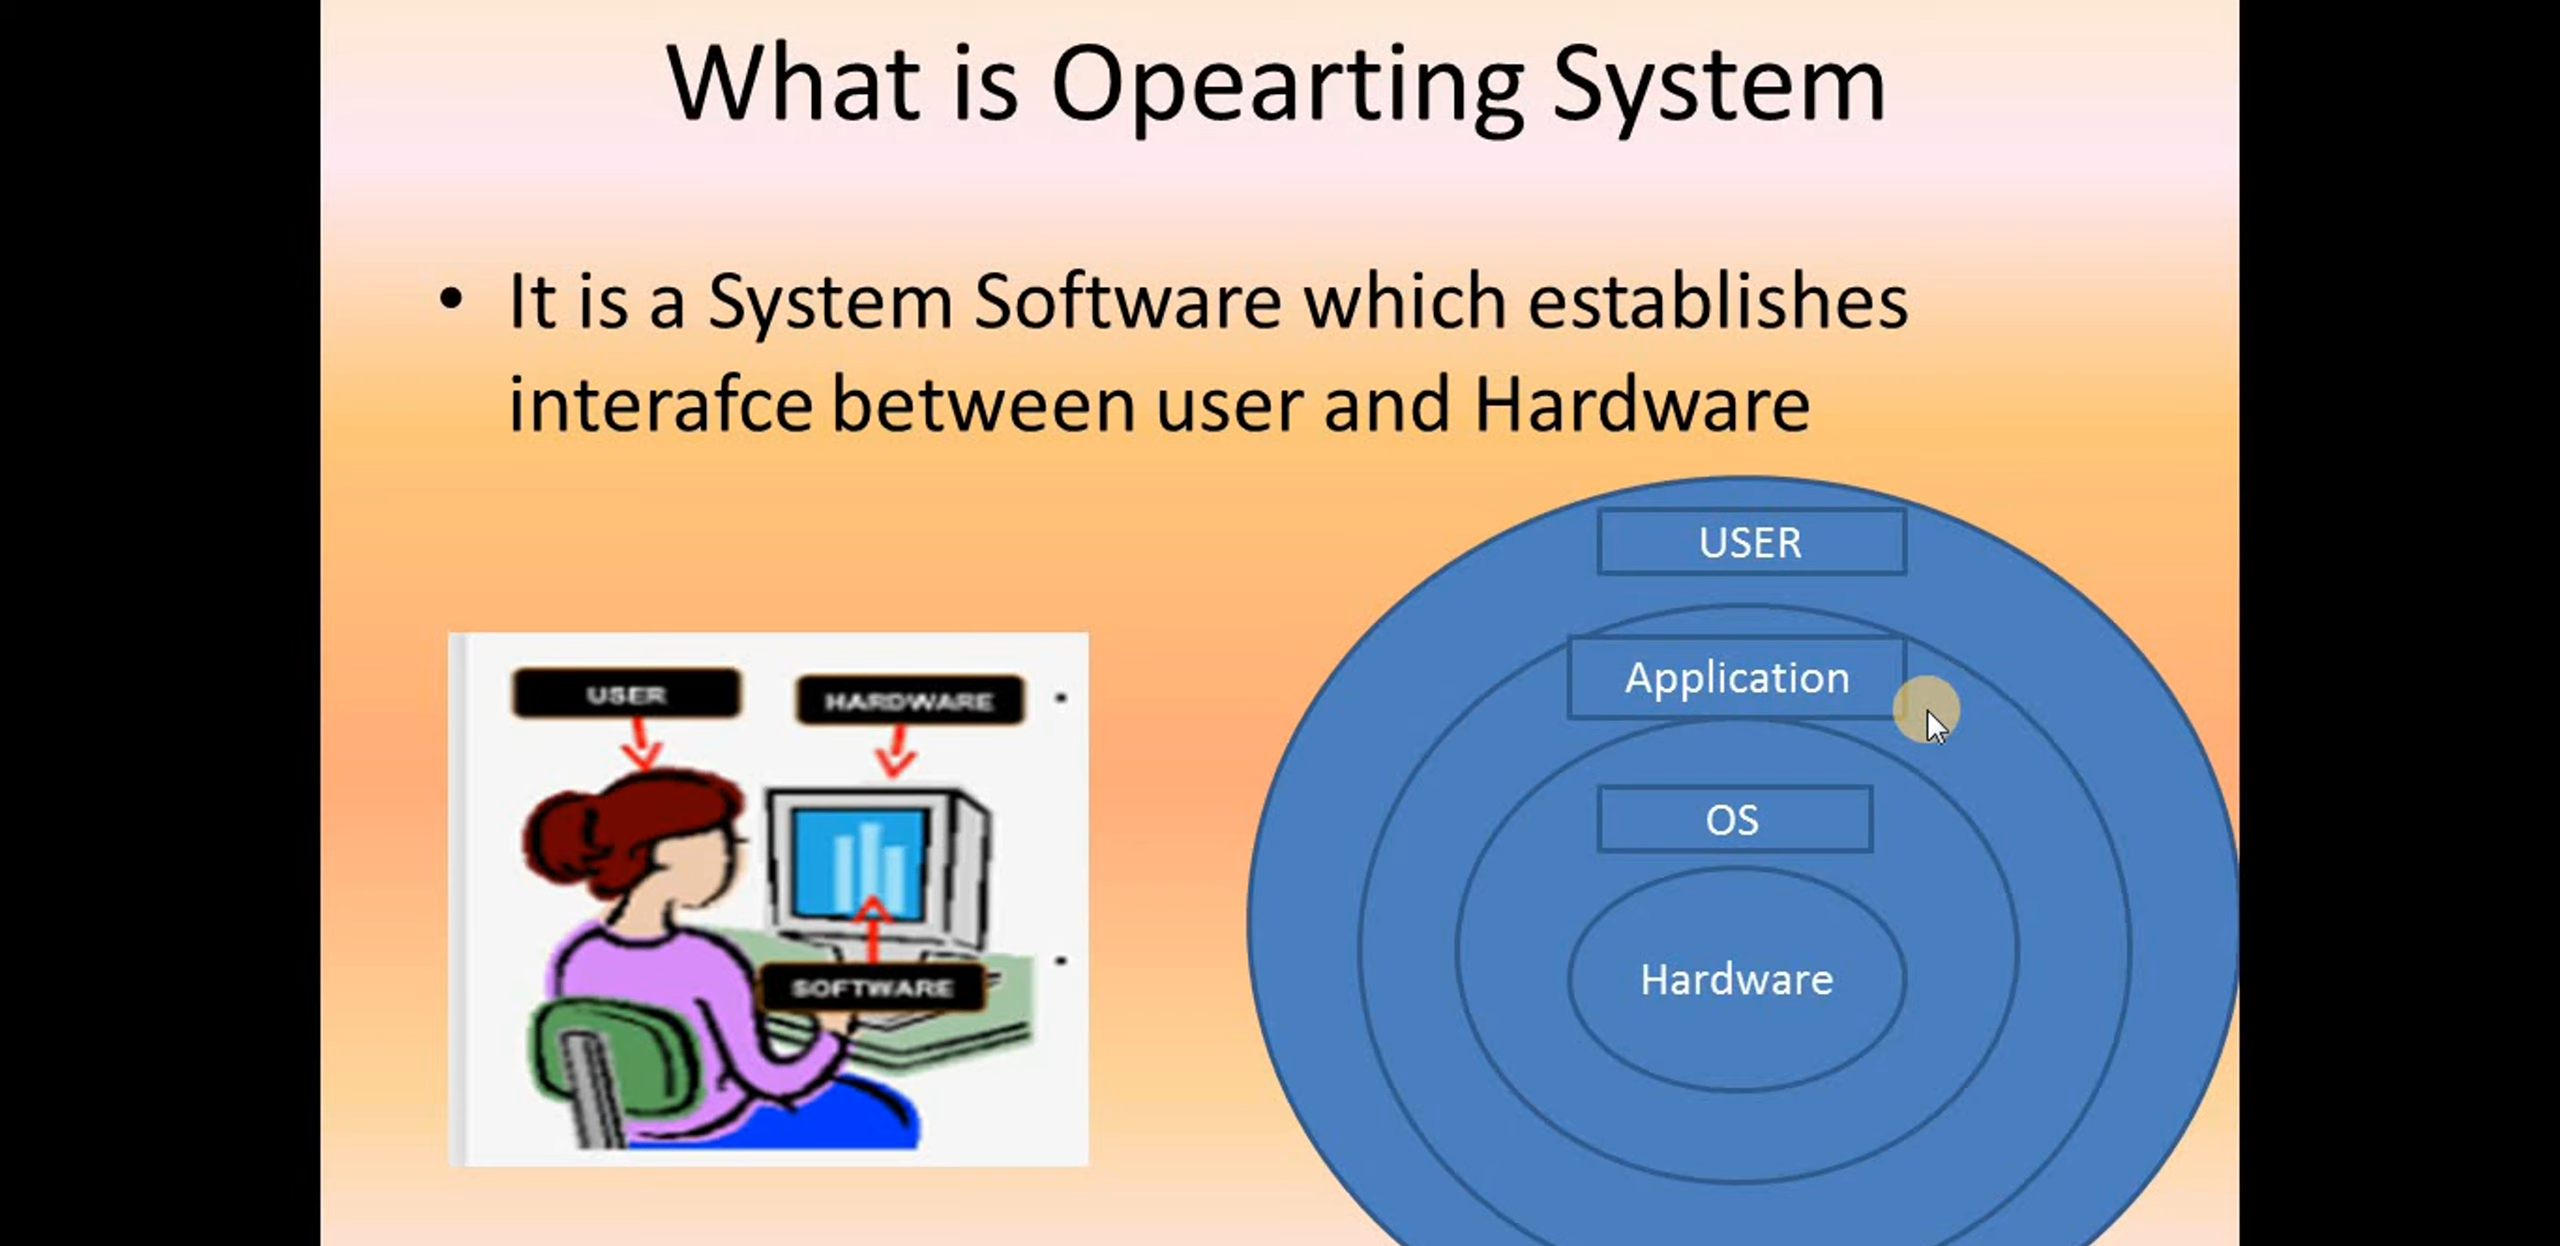 What is Opearting System
• It is a System Software which establishes
interafce between user and Hardware
USER
HARDWARE
SOFTWARE
USER
Application
OS
Hardware